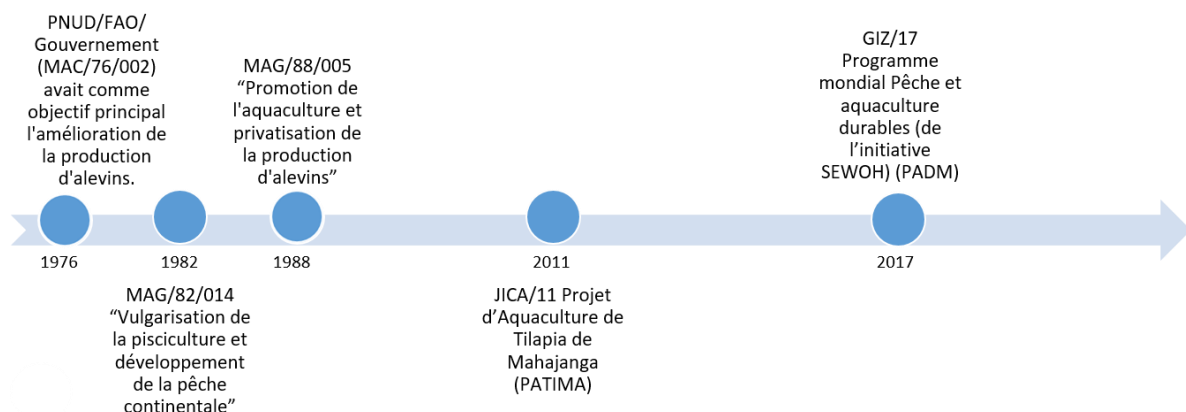 PNUD/FAO/
Gouvernement
(MAC/76/002)
avait comme
objectif principal
l'amélioration de
la production
d'alevins.
MAG/88/005
“Promotion de
l'aquaculture et
privatisation de
la production
d'alevins”
GIZ/17
Programme
mondial Pêche et
aquaculture
durables (de
l’initiative
SEWOH) (PADM)
1976
1982
1988
2011
2017
MAG/82/014
“Vulgarisation de
la pisciculture et
développement
de la pêche
continentale”
JICA/11 Projet
d’Aquaculture de
Tilapia de
Mahajanga
(PATIMA)